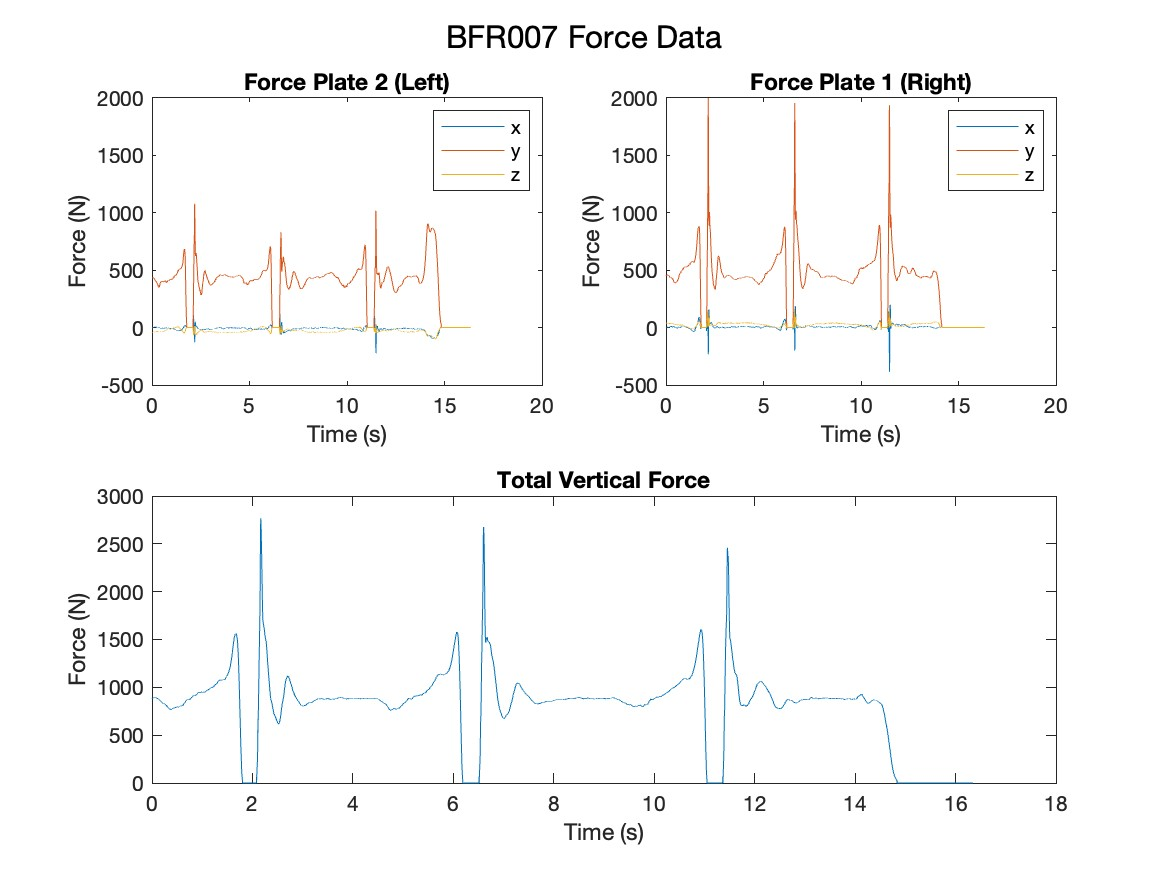 BFR007 Force Data
Force Plate 2 (Left)
2000
1500
1000
500
0
-500
Force (N)
x
y
z
0 5 10 15 20
Time (s)
Force Plate 1 (Right)
2000
1500
1000
500
0
-500
Force (N)
x
y
z
0 5 10 15 20
Time (s)
Total Vertical Force
3000
2500
2000
1500
1000
500
0
Force (N)
0 2 4 6 8 10 12 14 16 18
Time (s)